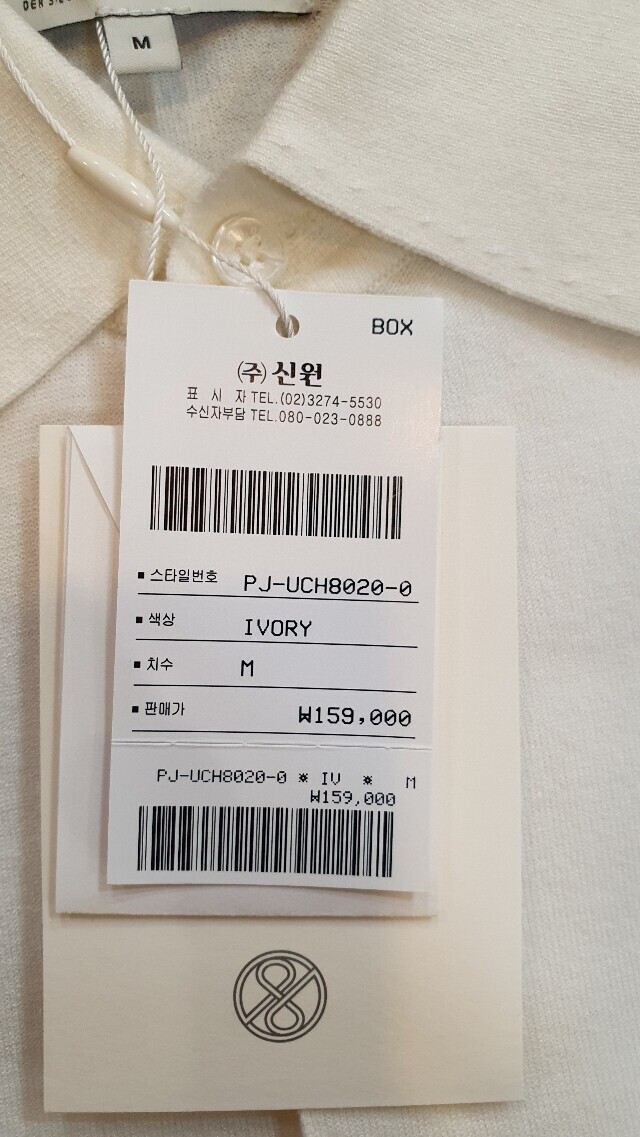 M
BOX
(주) 신원
표 시 자 TEL.(02)3274-5530
수신자부담 TEL.080-023-0888
▪ 스타일번호 PJ-UCH8020-0
▪ 색상 IVORY
▪ 치수 M
▪ 판매가 ₩159,000
PJ-UCH8020-0 ※ IV ※ M
₩159,000